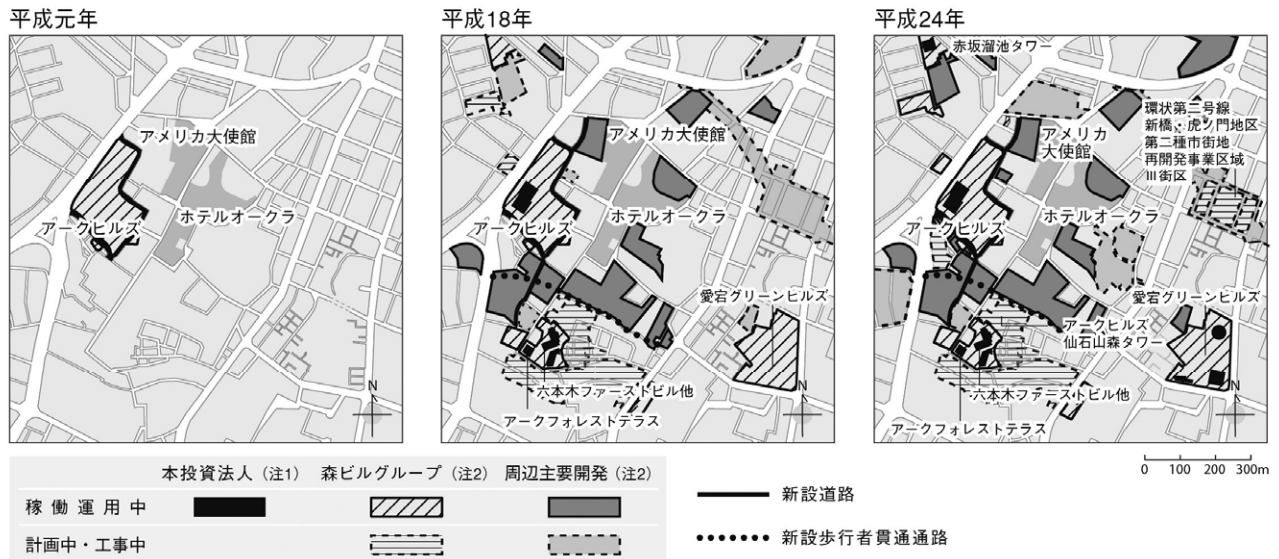 平成元年
アメリカ大使館
ホテルオークラ
アークヒルズ
N
平成18年
アメリカ大使館
ホテルオークラ
アークヒルズ
愛宕グリーンヒルズ
六本木ファーストビル他
アークフォレストテラス
N
平成24年
赤坂溜池タワー
環状第二号線
新橋・虎ノ門地区
第二種市街地
再開発事業区域
Ⅲ街区
アメリカ
大使館
ホテルオークラ
アークヒルズ
愛宕グリーンヒルズ
アークヒルズ
仙石山森タワー
六本木ファーストビル他
アークフォレストテラス
N
0 100 200 300m
本投資法人（注1） 森ビルグループ（注2） 周辺主要開発（注2）
稼働運用中
計画中・工事中
新設道路
新設歩行者貫通通路